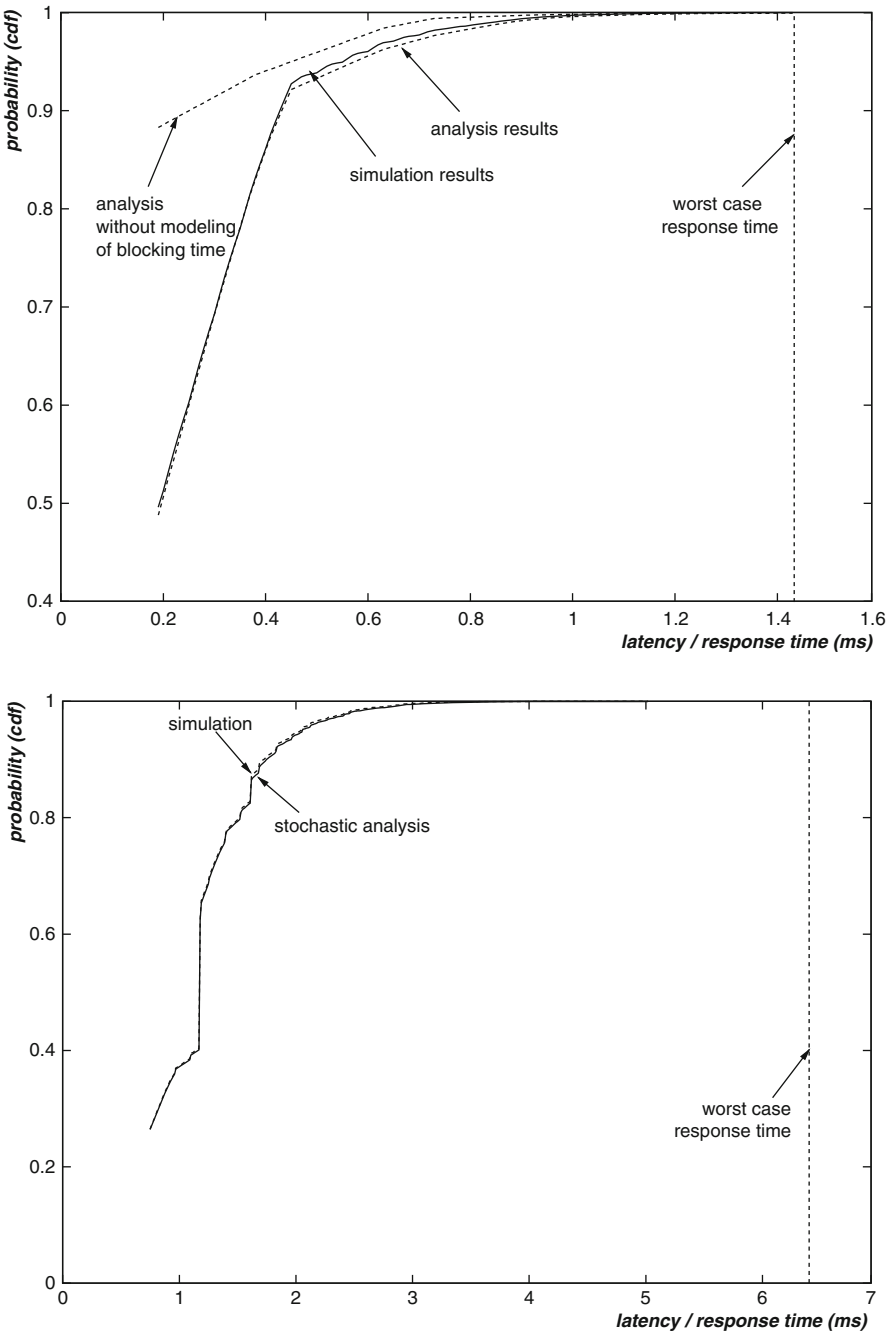 probability (cdf)
1
0.9
0.8
0.7
0.6
0.5
0.4
analysis
without modeling
of blocking time
simulation results
analysis results
worst case
response time
0 0.2 0.4 0.6 0.8 1 1.2 1.4 1.6
latency / response time (ms)
probability (cdf)
1
0.8
0.6
0.4
0.2
0
simulation
stochastic analysis
worst case
response time
0 1 2 3 4 5 6 7
latency / response time (ms)